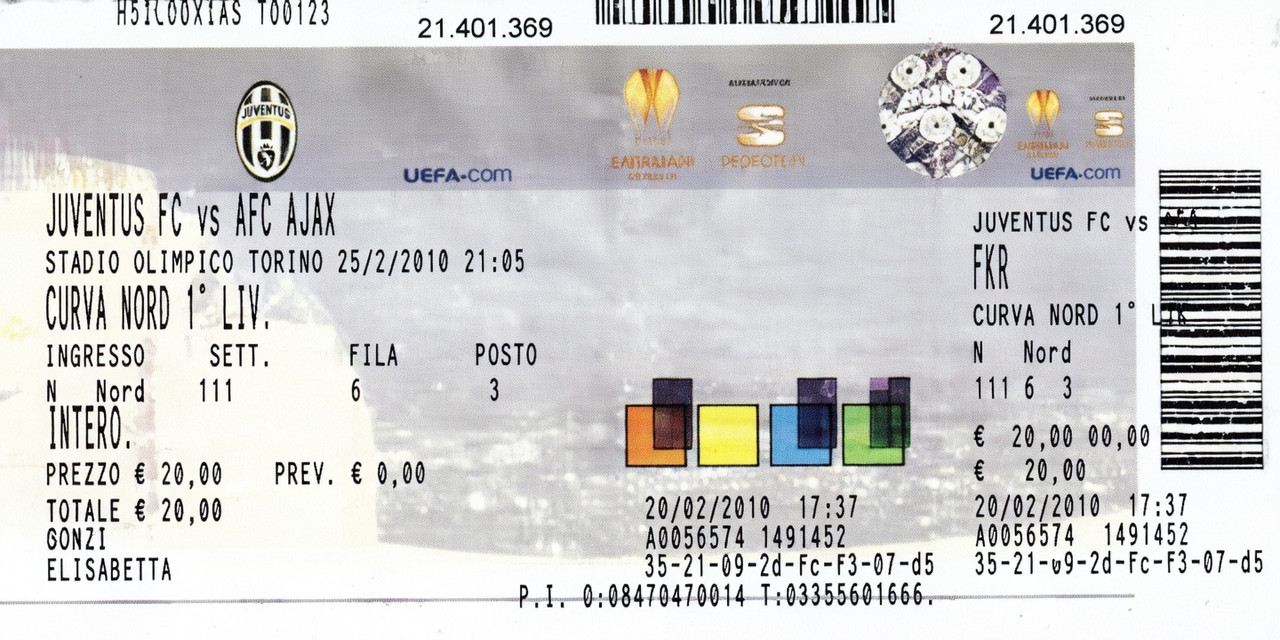 H51L00XIAS T00123
21.401.369
21.401.369
JUVENTUS
UEFA.com
UEFA.com
JUVENTUS FC vs AFC AJAX
STADIO OLIMPICO TORINO 25/2/2010 21:05
CURVA NORD 1° LIV.
INGRESSO SETT. FILA POSTO
N Nord 111 6 3
INTERO.
PREZZO € 20,00 PREV. € 0,00
TOTALE € 20,00
GONZI
ELISABETTA
20/02/2010 17:37
A0056574 1491452
35-21-09-2d-Fc-F3-07-d5
P.I. 0:08470470014 T:03355601666.
JUVENTUS FC vs
FKR
CURVA NORD 1°
N Nord
111 6 3
€ 20,00 00,00
€ 20,00
20/02/2010 17:37
A0056574 1491452
35-21-09-2d-Fc-F3-07-d5